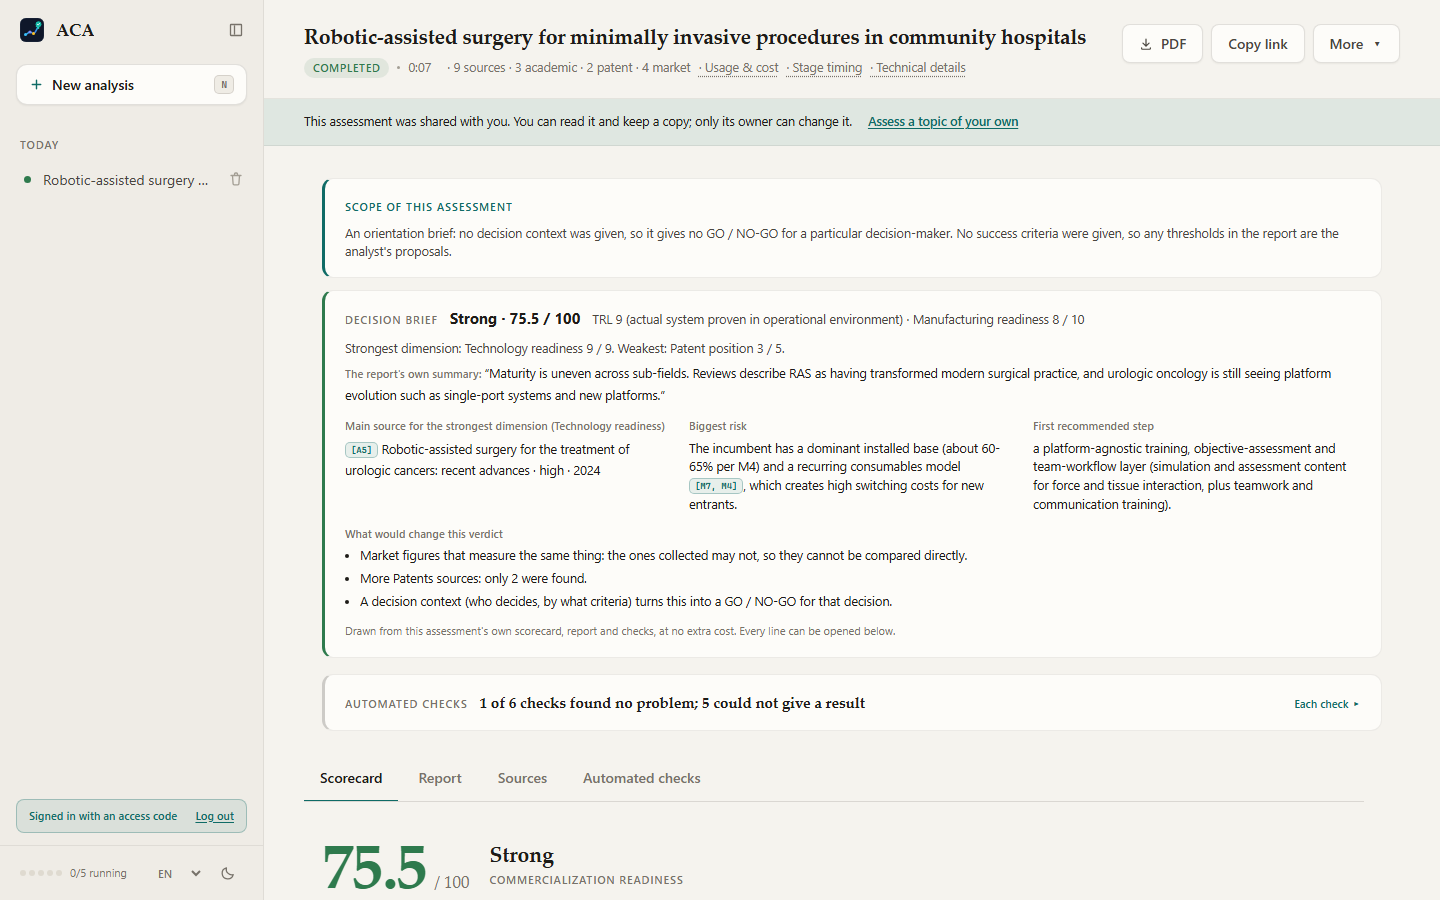 ACA
New analysis
N
TODAY
Robotic-assisted surgery ...
Signed in with an access code Log out
0/5 running EN
Robotic-assisted surgery for minimally invasive procedures in community hospitals
COMPLETED • 0:07 · 9 sources · 3 academic · 2 patent · 4 market · Usage & cost · Stage timing · Technical details
PDF
Copy link
More
This assessment was shared with you. You can read it and keep a copy; only its owner can change it. Assess a topic of your own
SCOPE OF THIS ASSESSMENT
An orientation brief: no decision context was given, so it gives no GO / NO-GO for a particular decision-maker. No success criteria were given, so any thresholds in the report are the
analyst's proposals.
DECISION BRIEF Strong · 75.5 / 100 TRL 9 (actual system proven in operational environment) · Manufacturing readiness 8 / 10
Strongest dimension: Technology readiness 9 / 9. Weakest: Patent position 3 / 5.
The report's own summary: “Maturity is uneven across sub-fields. Reviews describe RAS as having transformed modern surgical practice, and urologic oncology is still seeing platform
evolution such as single-port systems and new platforms.”
Main source for the strongest dimension (Technology readiness)
[A5] Robotic-assisted surgery for the treatment of
urologic cancers: recent advances · high · 2024
Biggest risk
The incumbent has a dominant installed base (about 60-
65% per M4) and a recurring consumables model
[M7, M4], which creates high switching costs for new
entrants.
First recommended step
a platform-agnostic training, objective-assessment and
team-workflow layer (simulation and assessment content
for force and tissue interaction, plus teamwork and
communication training).
What would change this verdict
• Market figures that measure the same thing: the ones collected may not, so they cannot be compared directly.
• More Patents sources: only 2 were found.
• A decision context (who decides, by what criteria) turns this into a GO / NO-GO for that decision.
Drawn from this assessment's own scorecard, report and checks, at no extra cost. Every line can be opened below.
AUTOMATED CHECKS 1 of 6 checks found no problem; 5 could not give a result Each check
Scorecard Report Sources Automated checks
75.5 / 100
Strong
COMMERCIALIZATION READINESS